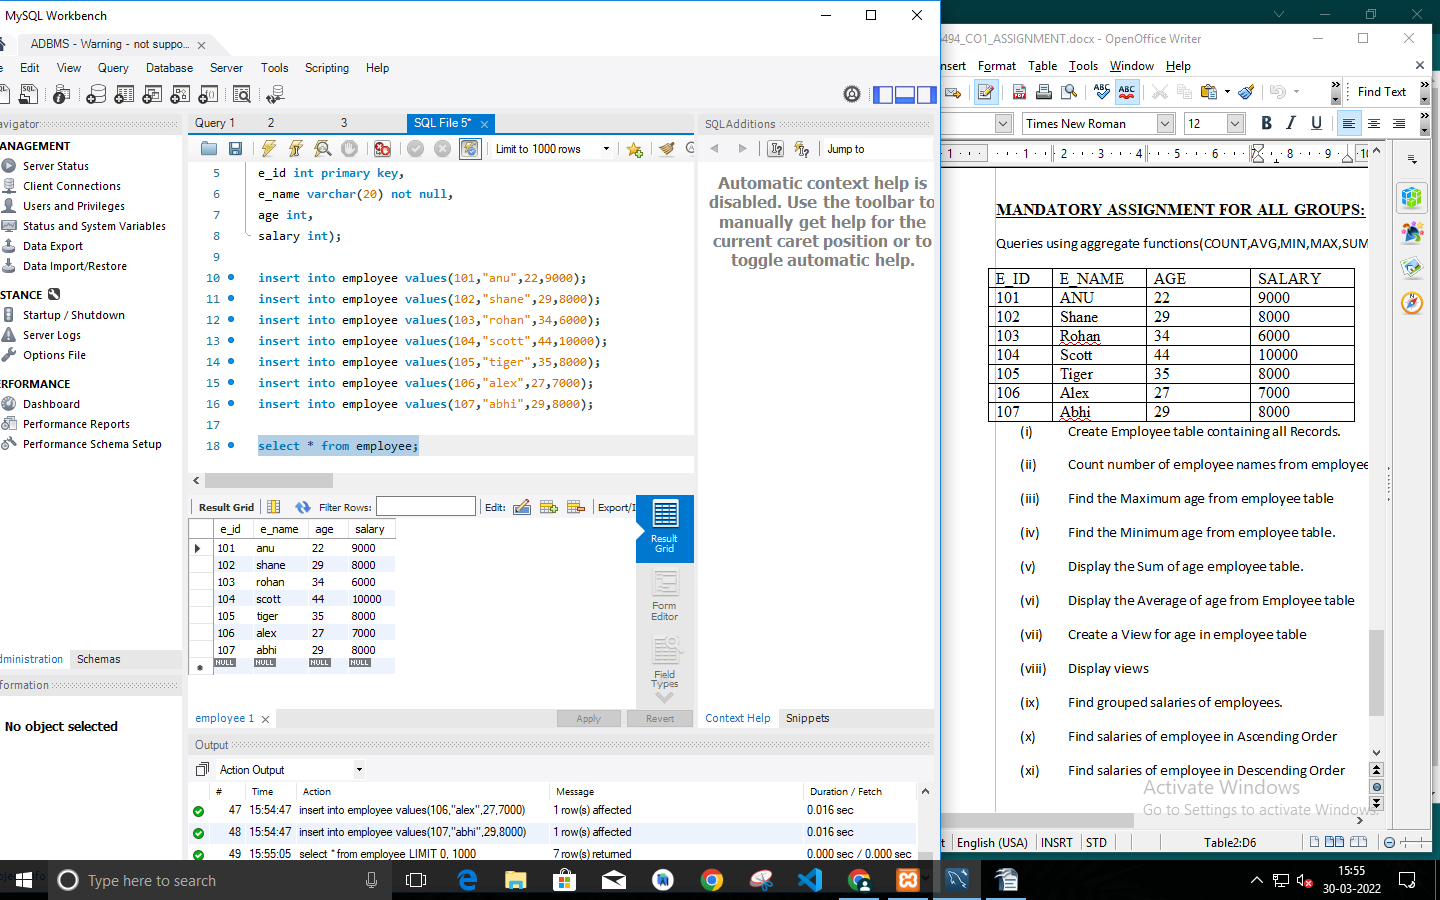 MySQL Workbench
ADBMS - Warning - not suppo...
Edit View Query Database Server Tools Scripting Help
Query 1 2 3 SQL File 5*
Limit to 1000 rows
ANAGEMENT
Server Status
Client Connections
Users and Privileges
Status and System Variables
Data Export
Data Import/Restore
STANCE
Startup / Shutdown
Server Logs
Options File
ERFORMANCE
Dashboard
Performance Reports
Performance Schema Setup
dministration Schemas
formation
No object selected
5 e_id int primary key,
6 e_name varchar(20) not null,
7 age int,
8 salary int);
9
10 insert into employee values(101,"anu",22,9000);
11 insert into employee values(102,"shane",29,8000);
12 insert into employee values(103,"rohan",34,6000);
13 insert into employee values(104,"scott",44,10000);
14 insert into employee values(105,"tiger",35,8000);
15 insert into employee values(106,"alex",27,7000);
16 insert into employee values(107,"abhi",29,8000);
17
18 select * from employee;
Result Grid Filter Rows: Edit: Export/I
e_id e_name age salary
101 anu 22 9000
102 shane 29 8000
103 rohan 34 6000
104 scott 44 10000
105 tiger 35 8000
106 alex 27 7000
107 abhi 29 8000
NULL NULL NULL NULL
Result
Grid
Form
Editor
Field
Types
employee 1 Apply Revert
SQLAdditions
Jump to
Automatic context help is
disabled. Use the toolbar to
manually get help for the
current caret position or to
toggle automatic help.
Context Help Snippets
Output
Action Output
# Time Action Message Duration / Fetch
47 15:54:47 insert into employee values(106,"alex",27,7000) 1 row(s) affected 0.016 sec
48 15:54:47 insert into employee values(107,"abhi",29,8000) 1 row(s) affected 0.016 sec
49 15:55:05 select * from employee LIMIT 0, 1000 7 row(s) returned 0.000 sec / 0.000 sec
494_CO1_ASSIGNMENT.docx - OpenOffice Writer
nsert Format Table Tools Window Help
Find Text
Times New Roman 12 B I U
1 1 2 3 4 5 6 8 9 10
MANDATORY ASSIGNMENT FOR ALL GROUPS:
Queries using aggregate functions(COUNT,AVG,MIN,MAX,SUM
E_ID E_NAME AGE SALARY
101 ANU 22 9000
102 Shane 29 8000
103 Rohan 34 6000
104 Scott 44 10000
105 Tiger 35 8000
106 Alex 27 7000
107 Abhi 29 8000
(i) Create Employee table containing all Records.
(ii) Count number of employee names from employee
(iii) Find the Maximum age from employee table
(iv) Find the Minimum age from employee table.
(v) Display the Sum of age employee table.
(vi) Display the Average of age from Employee table
(vii) Create a View for age in employee table
(viii) Display views
(ix) Find grouped salaries of employees.
(x) Find salaries of employee in Ascending Order
(xi) Find salaries of employee in Descending Order
Activate Windows
Go to Settings to activate Windows.
English (USA) INSRT STD Table2:D6
Type here to search
15:55
30-03-2022